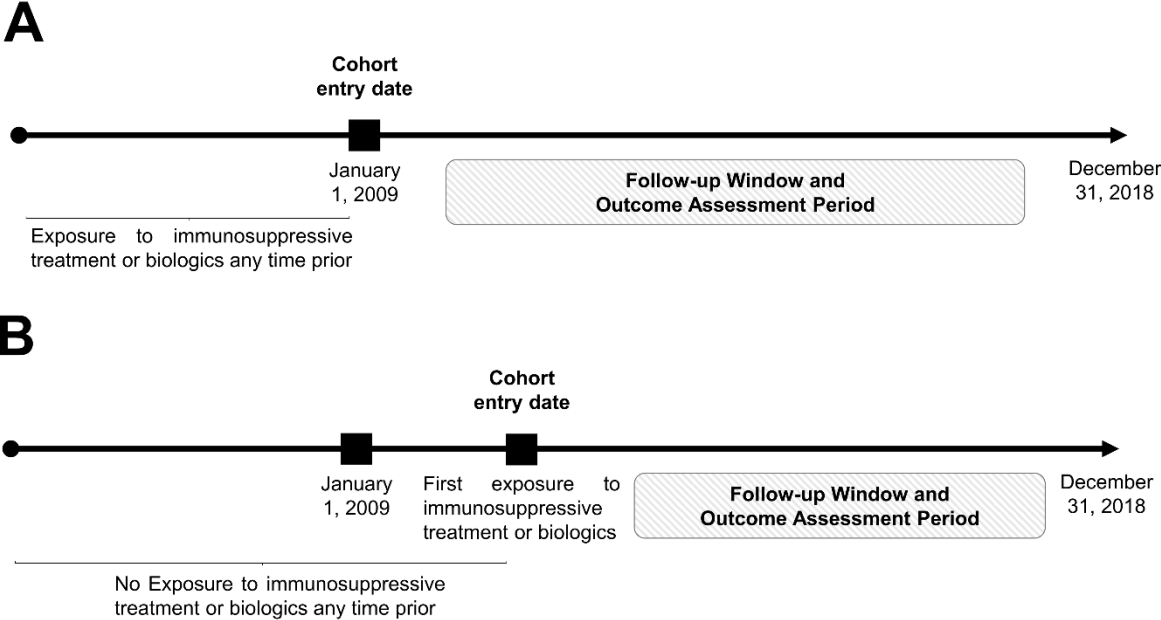 A
Cohort
entry date
January
1, 2009
December
31, 2018
Follow-up Window and
Outcome Assessment Period
Exposure to immunosuppressive
treatment or biologics any time prior
B
Cohort
entry date
January
1, 2009
First exposure to
immunosuppressive
treatment or biologics
Follow-up Window and
Outcome Assessment Period
December
31, 2018
No Exposure to immunosuppressive
treatment or biologics any time prior